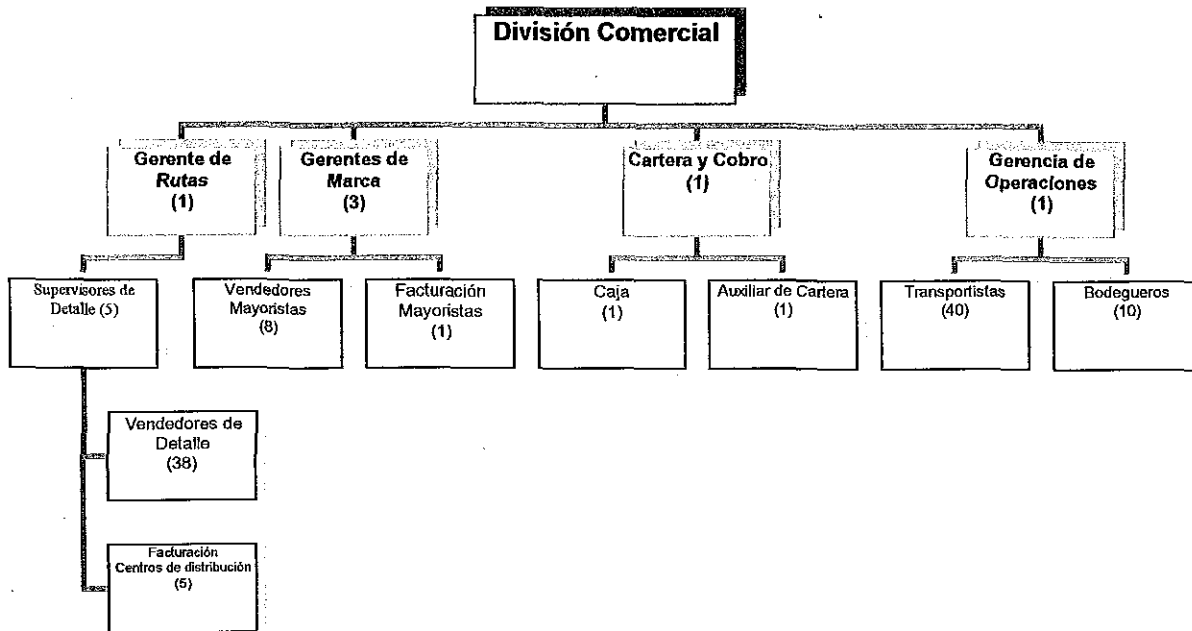 División Comercial
Gerente de
Rutas
(1)
Gerentes de
Marca
(3)
Cartera y Cobro
(1)
Gerencia de
Operaciones
(1)
Supervisores de
Detalle (5)
Vendedores
Mayoristas
(8)
Facturación
Mayoristas
(1)
Caja
(1)
Auxiliar de Cartera
(1)
Transportistas
(40)
Bodegueros
(10)
Vendedores de
Detalle
(38)
Facturación
Centros de distribución
(5)